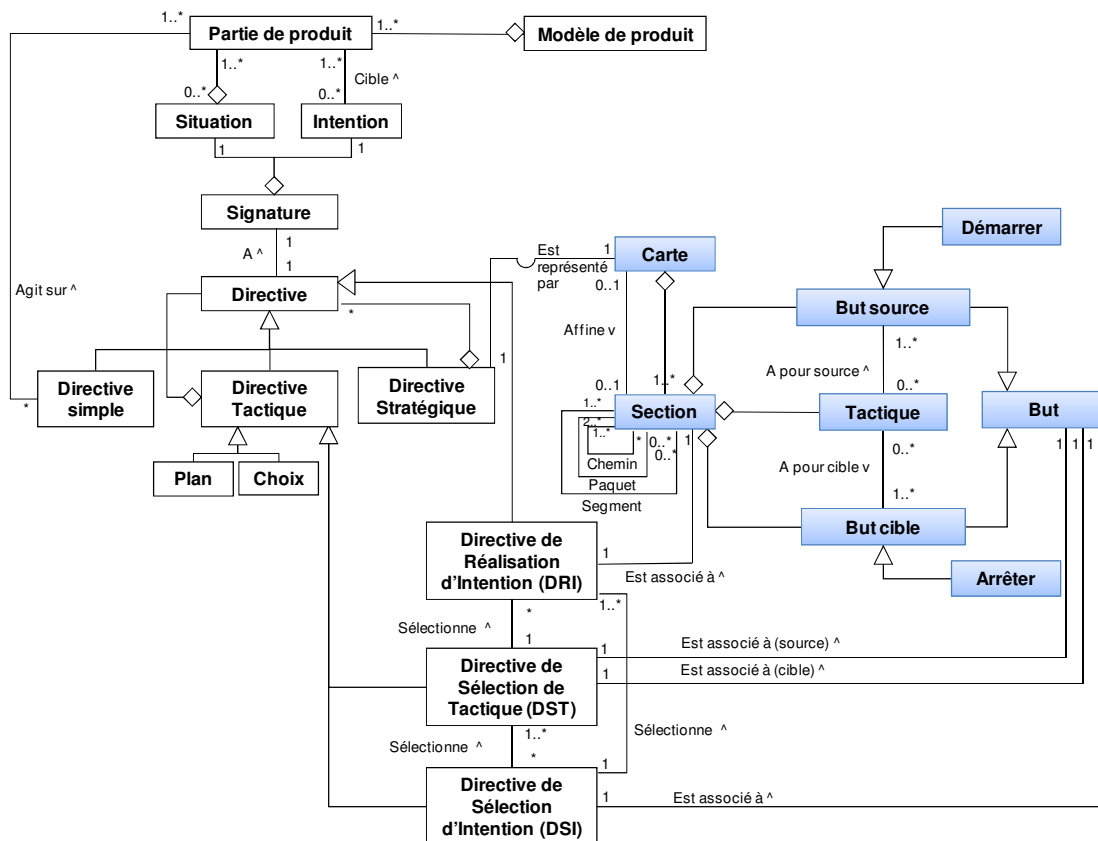 1..*
Partie de produit
1..*
Modèle de produit
1..*
1..*
Cible ^
0..*
0..*
Situation
Intention
1
1
Signature
Démarrer
1
A ^
1
Est
représenté
par
1
Carte
0..1
Agit sur ^
Directive
*
But source
Affine v
1..*
1
A pour source ^
Directive
simple
*
Directive
Tactique
Directive
Stratégique
0..1
1..*
0..*
1..*
2..*
1..*
Section
Tactique
But
*
0..*
0..*
1
Chemin
Paquet
Segment
0..*
1
1
1
A pour cible v
Plan
Choix
1..*
But cible
Directive de
Réalisation
d'Intention (DRI)
1
Est associé à ^
Arrêter
*
1..*
Sélectionne ^
1
Directive de
Sélection de
Tactique (DST)
1
Est associé à (source) ^
1
Est associé à (cible) ^
1..*
Sélectionne ^
*
Sélectionne ^
Directive de
Sélection
d'Intention (DSI)
1
1
Est associé à ^